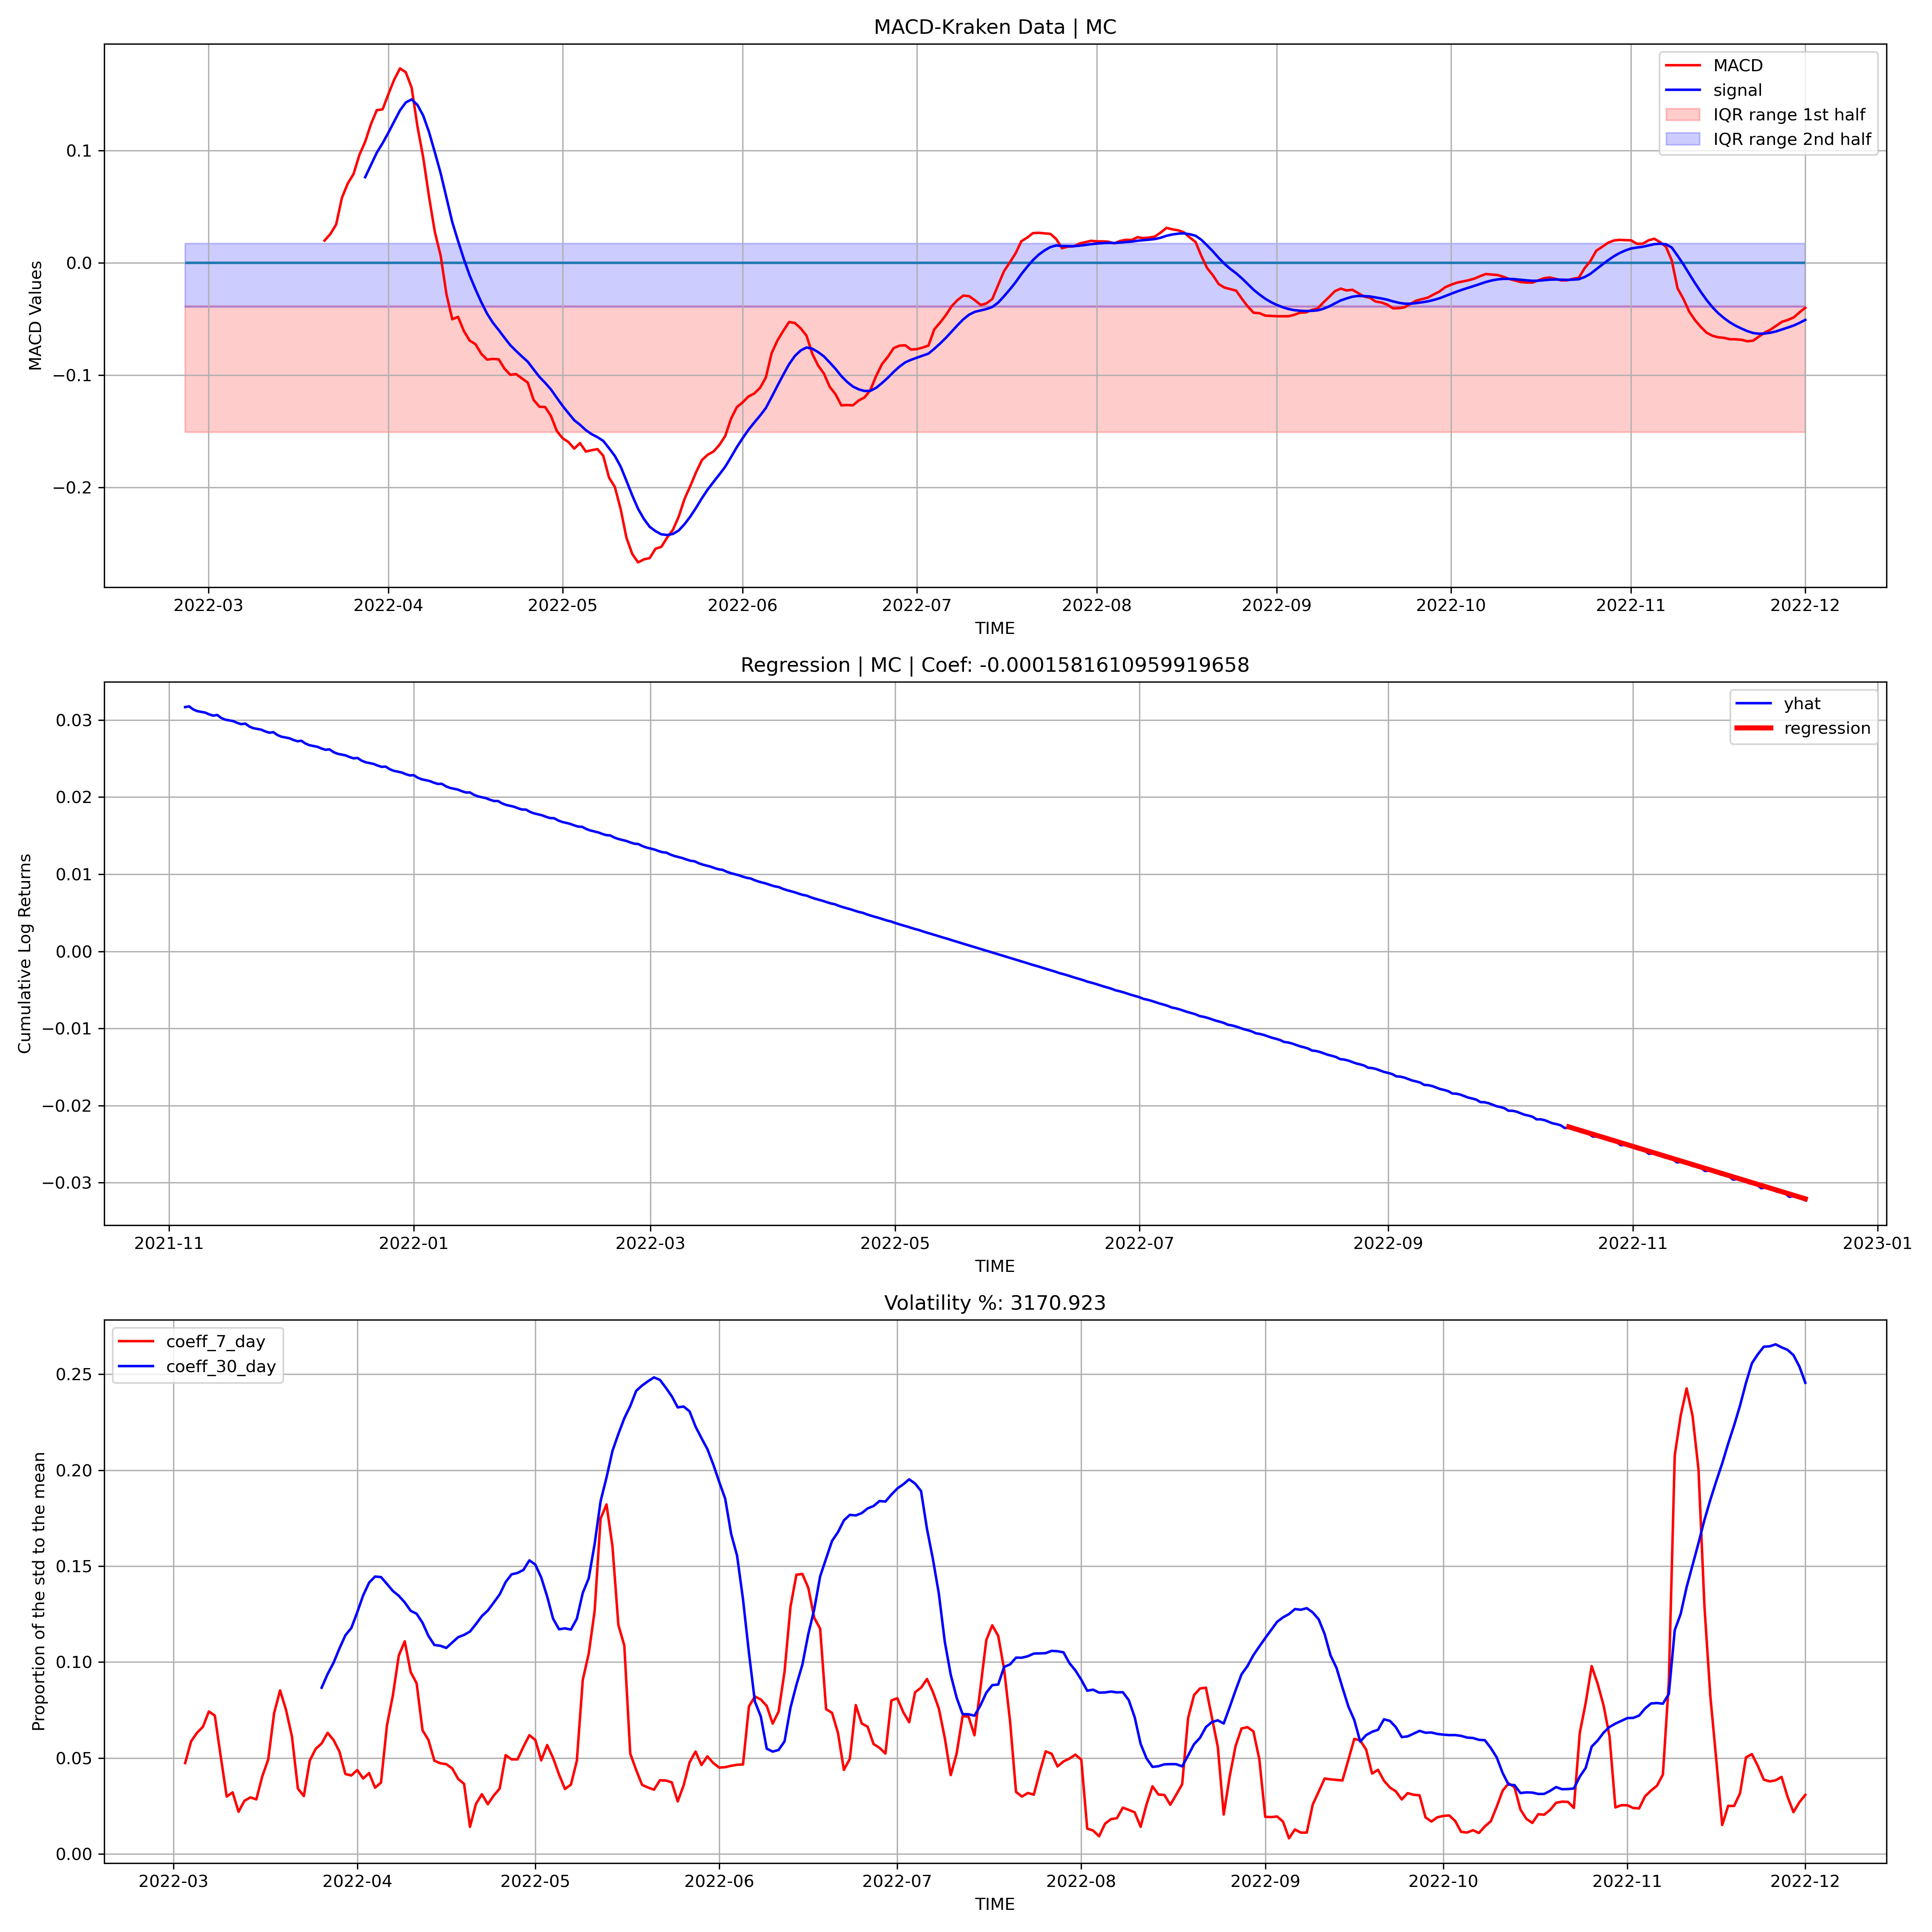 MACD-Kraken Data | MC
MACD
signal
IQR range 1st half
IQR range 2nd half
MACD Values
0.1
0.0
−0.1
−0.2
2022-03 2022-04 2022-05 2022-06 2022-07 2022-08 2022-09 2022-10 2022-11 2022-12
TIME
Regression | MC | Coef: -0.0001581610959919658
yhat
regression
Cumulative Log Returns
0.03
0.02
0.01
0.00
−0.01
−0.02
−0.03
2021-11 2022-01 2022-03 2022-05 2022-07 2022-09 2022-11 2023-01
TIME
Volatility %: 3170.923
coeff_7_day
coeff_30_day
Proportion of the std to the mean
0.25
0.20
0.15
0.10
0.05
0.00
2022-03 2022-04 2022-05 2022-06 2022-07 2022-08 2022-09 2022-10 2022-11 2022-12
TIME